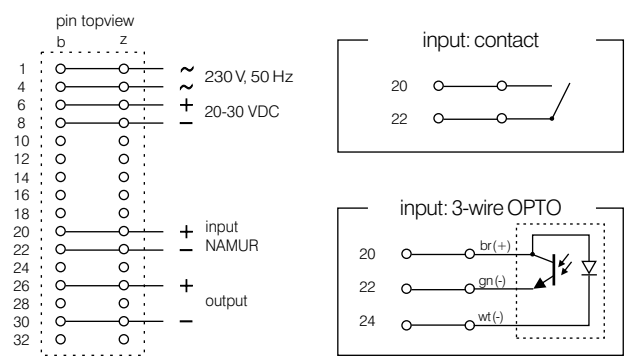 pin topview
b z
1 ~ 230 V, 50 Hz
4 ~
6 + 20-30 VDC
8 −
10
12
14
16
18
20 + input
22 − NAMUR
24
26 + output
28
30 −
32
input: contact
20
22
input: 3-wire OPTO
20 br(+)
22 gn(-)
24 wt(-)